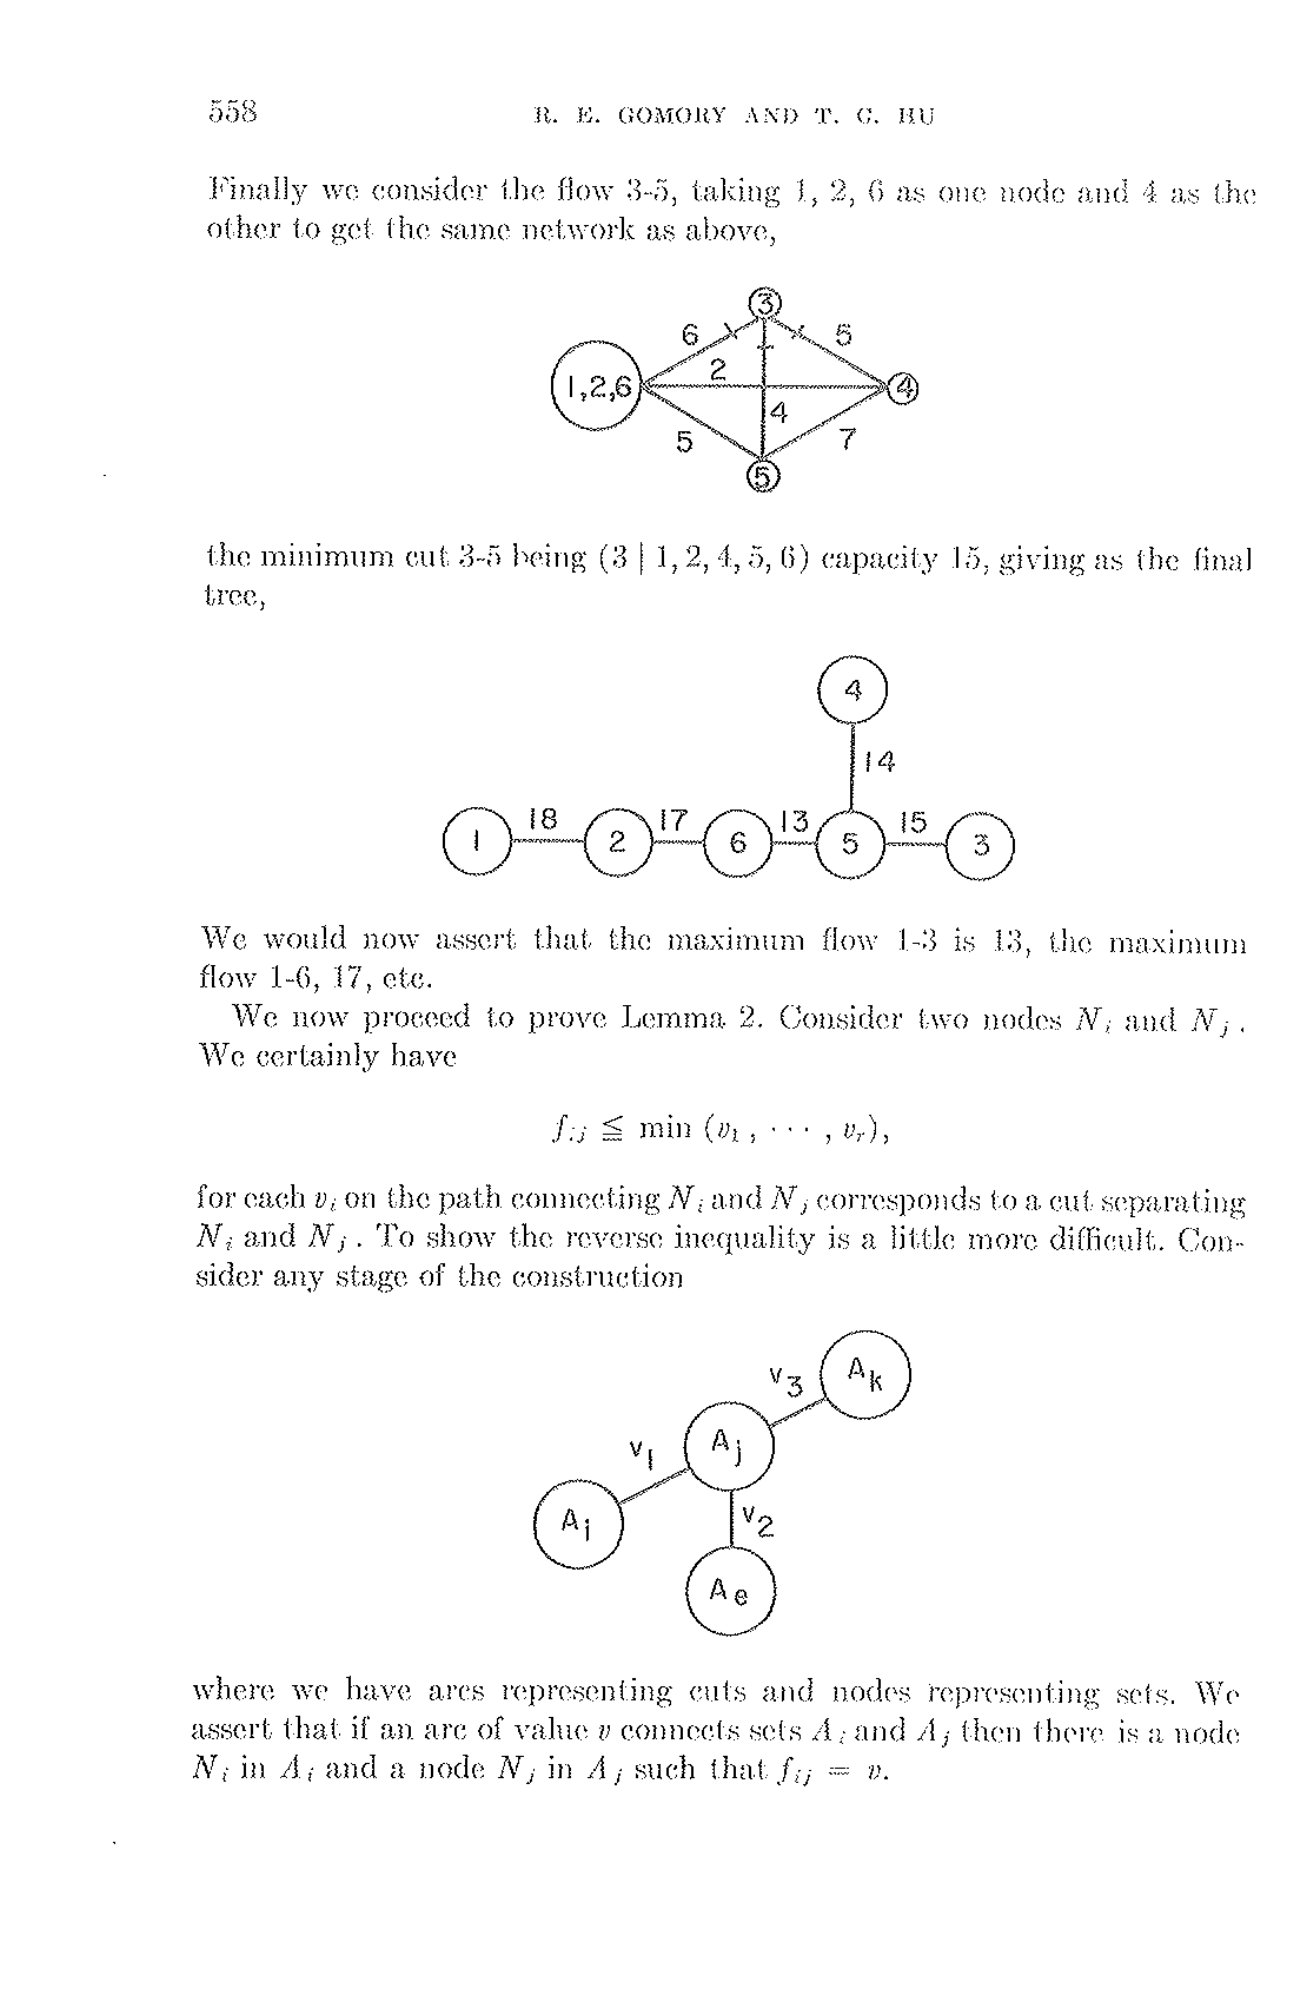 558
R. E. GOMORY AND T. C. HU
Finally we consider the flow 3-5, taking 1, 2, 6 as one node and 4 as the
other to get the same network as above,
3
6
5
2
1,2,6
4
4
5
7
5
the minimum cut 3-5 being (3 | 1, 2, 4, 5, 6) capacity 15, giving as the final
tree,
4
14
18
17
13
15
1
2
6
5
3
We would now assert that the maximum flow 1-3 is 13, the maximum
flow 1-6, 17, etc.
We now proceed to prove Lemma 2. Consider two nodes N_i and N_j .
We certainly have
f_{ij} ≦ min (v_1 , · · · , v_r),
for each v_i on the path connecting N_i and N_j corresponds to a cut separating
N_i and N_j . To show the reverse inequality is a little more difficult. Con-
sider any stage of the construction
v_3
A_k
v_1
A_j
A_i
v_2
A_e
where we have arcs representing cuts and nodes representing sets. We
assert that if an arc of value v connects sets A_i and A_j then there is a node
N_i in A_i and a node N_j in A_j such that f_{ij} = v.